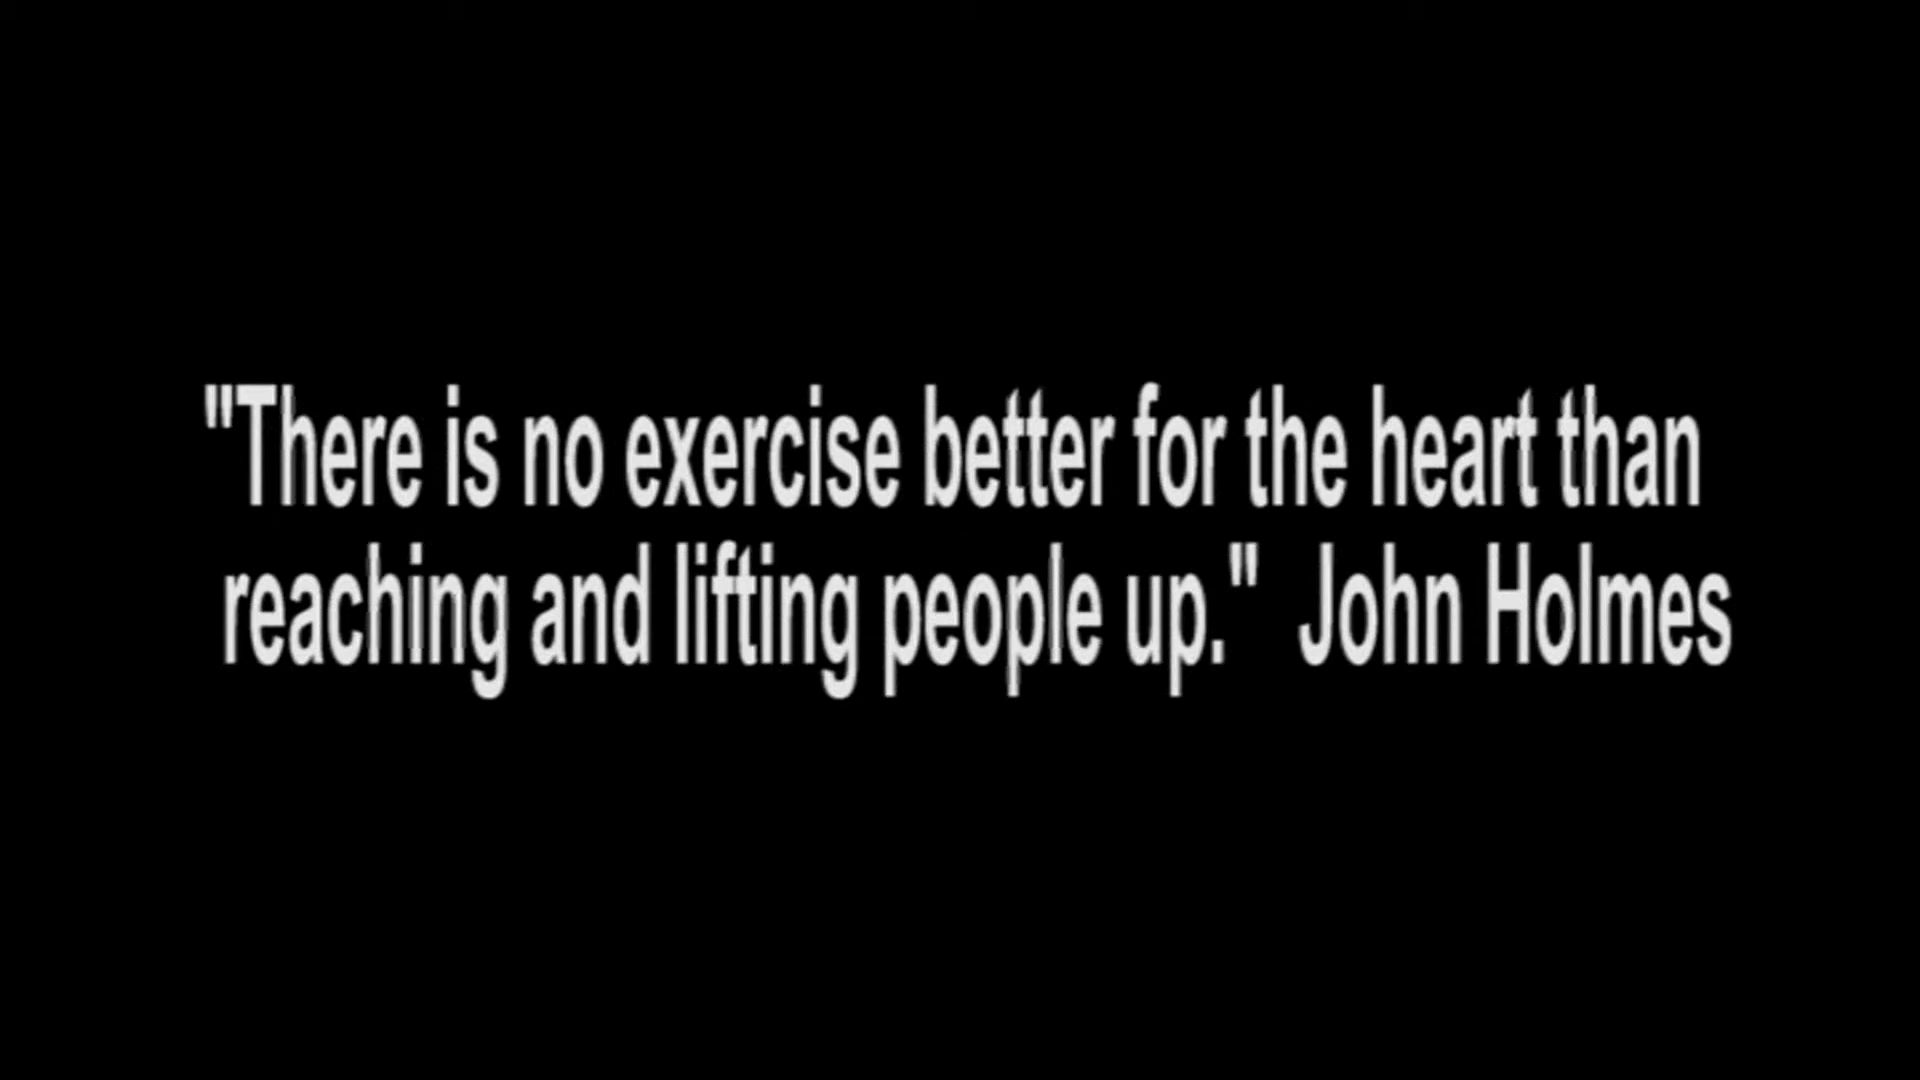 "There is no exercise better for the heart than
reaching and lifting people up."  John Holmes